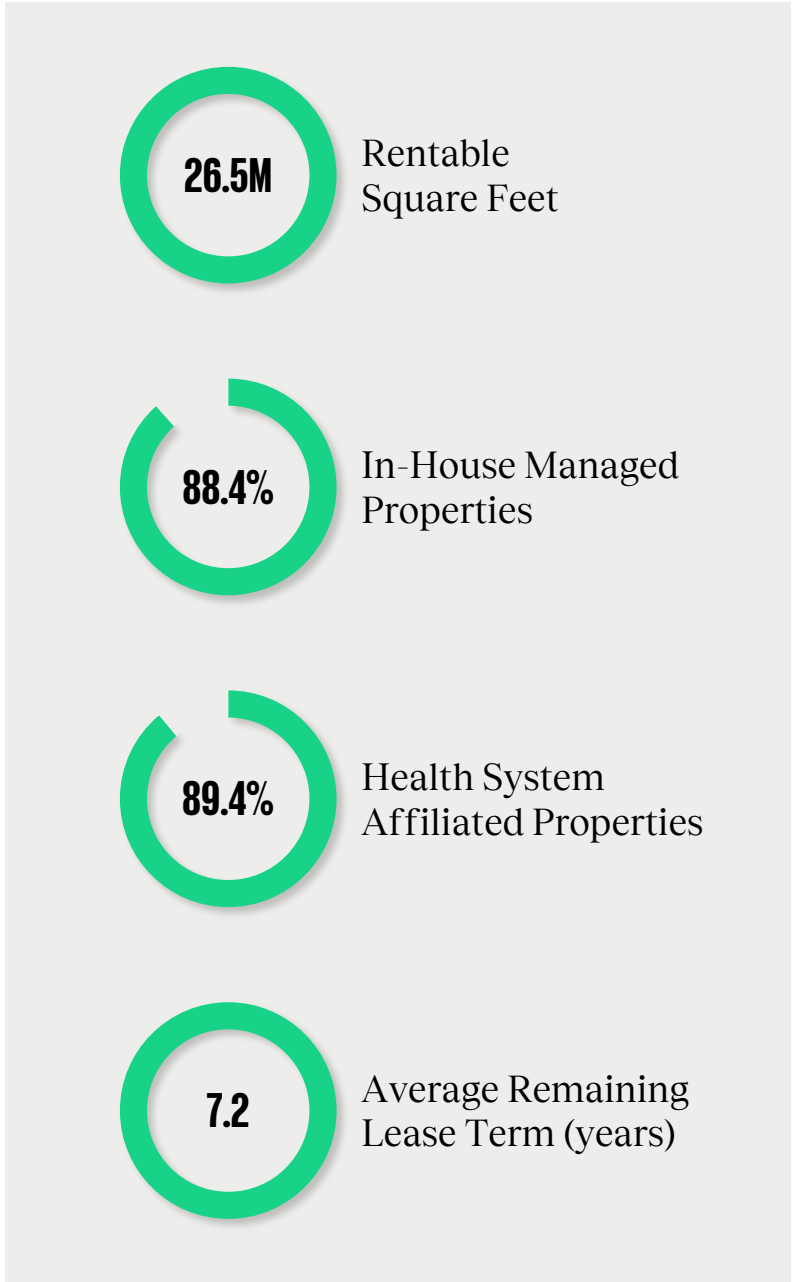 26.5M
Rentable
Square Feet
88.4%
In-House Managed
Properties
89.4%
Health System
Affiliated Properties
7.2
Average Remaining
Lease Term (years)